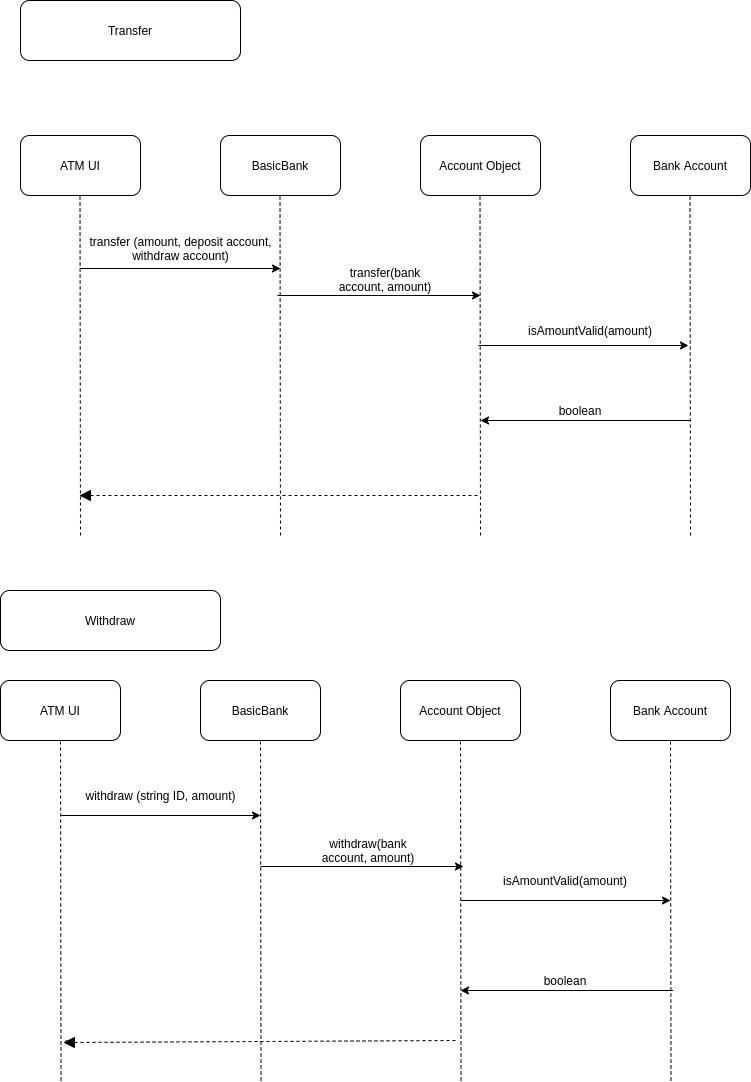 Transfer
ATM UI
BasicBank
Account Object
Bank Account
transfer (amount, deposit account,
withdraw account)
transfer(bank
account, amount)
isAmountValid(amount)
boolean
Withdraw
ATM UI
BasicBank
Account Object
Bank Account
withdraw (string ID, amount)
withdraw(bank
account, amount)
isAmountValid(amount)
boolean